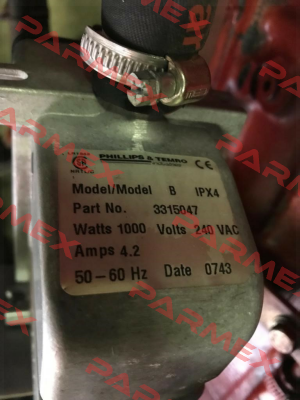 PHILLIPS & TEMRO
CE
Model/Model B IPX4
Part No. 3315047
Watts 1000 Volts 240 VAC
Amps 4.2
50-60 Hz Date 0743
PARMEX
PARMEX
PARMEX
PARMEX